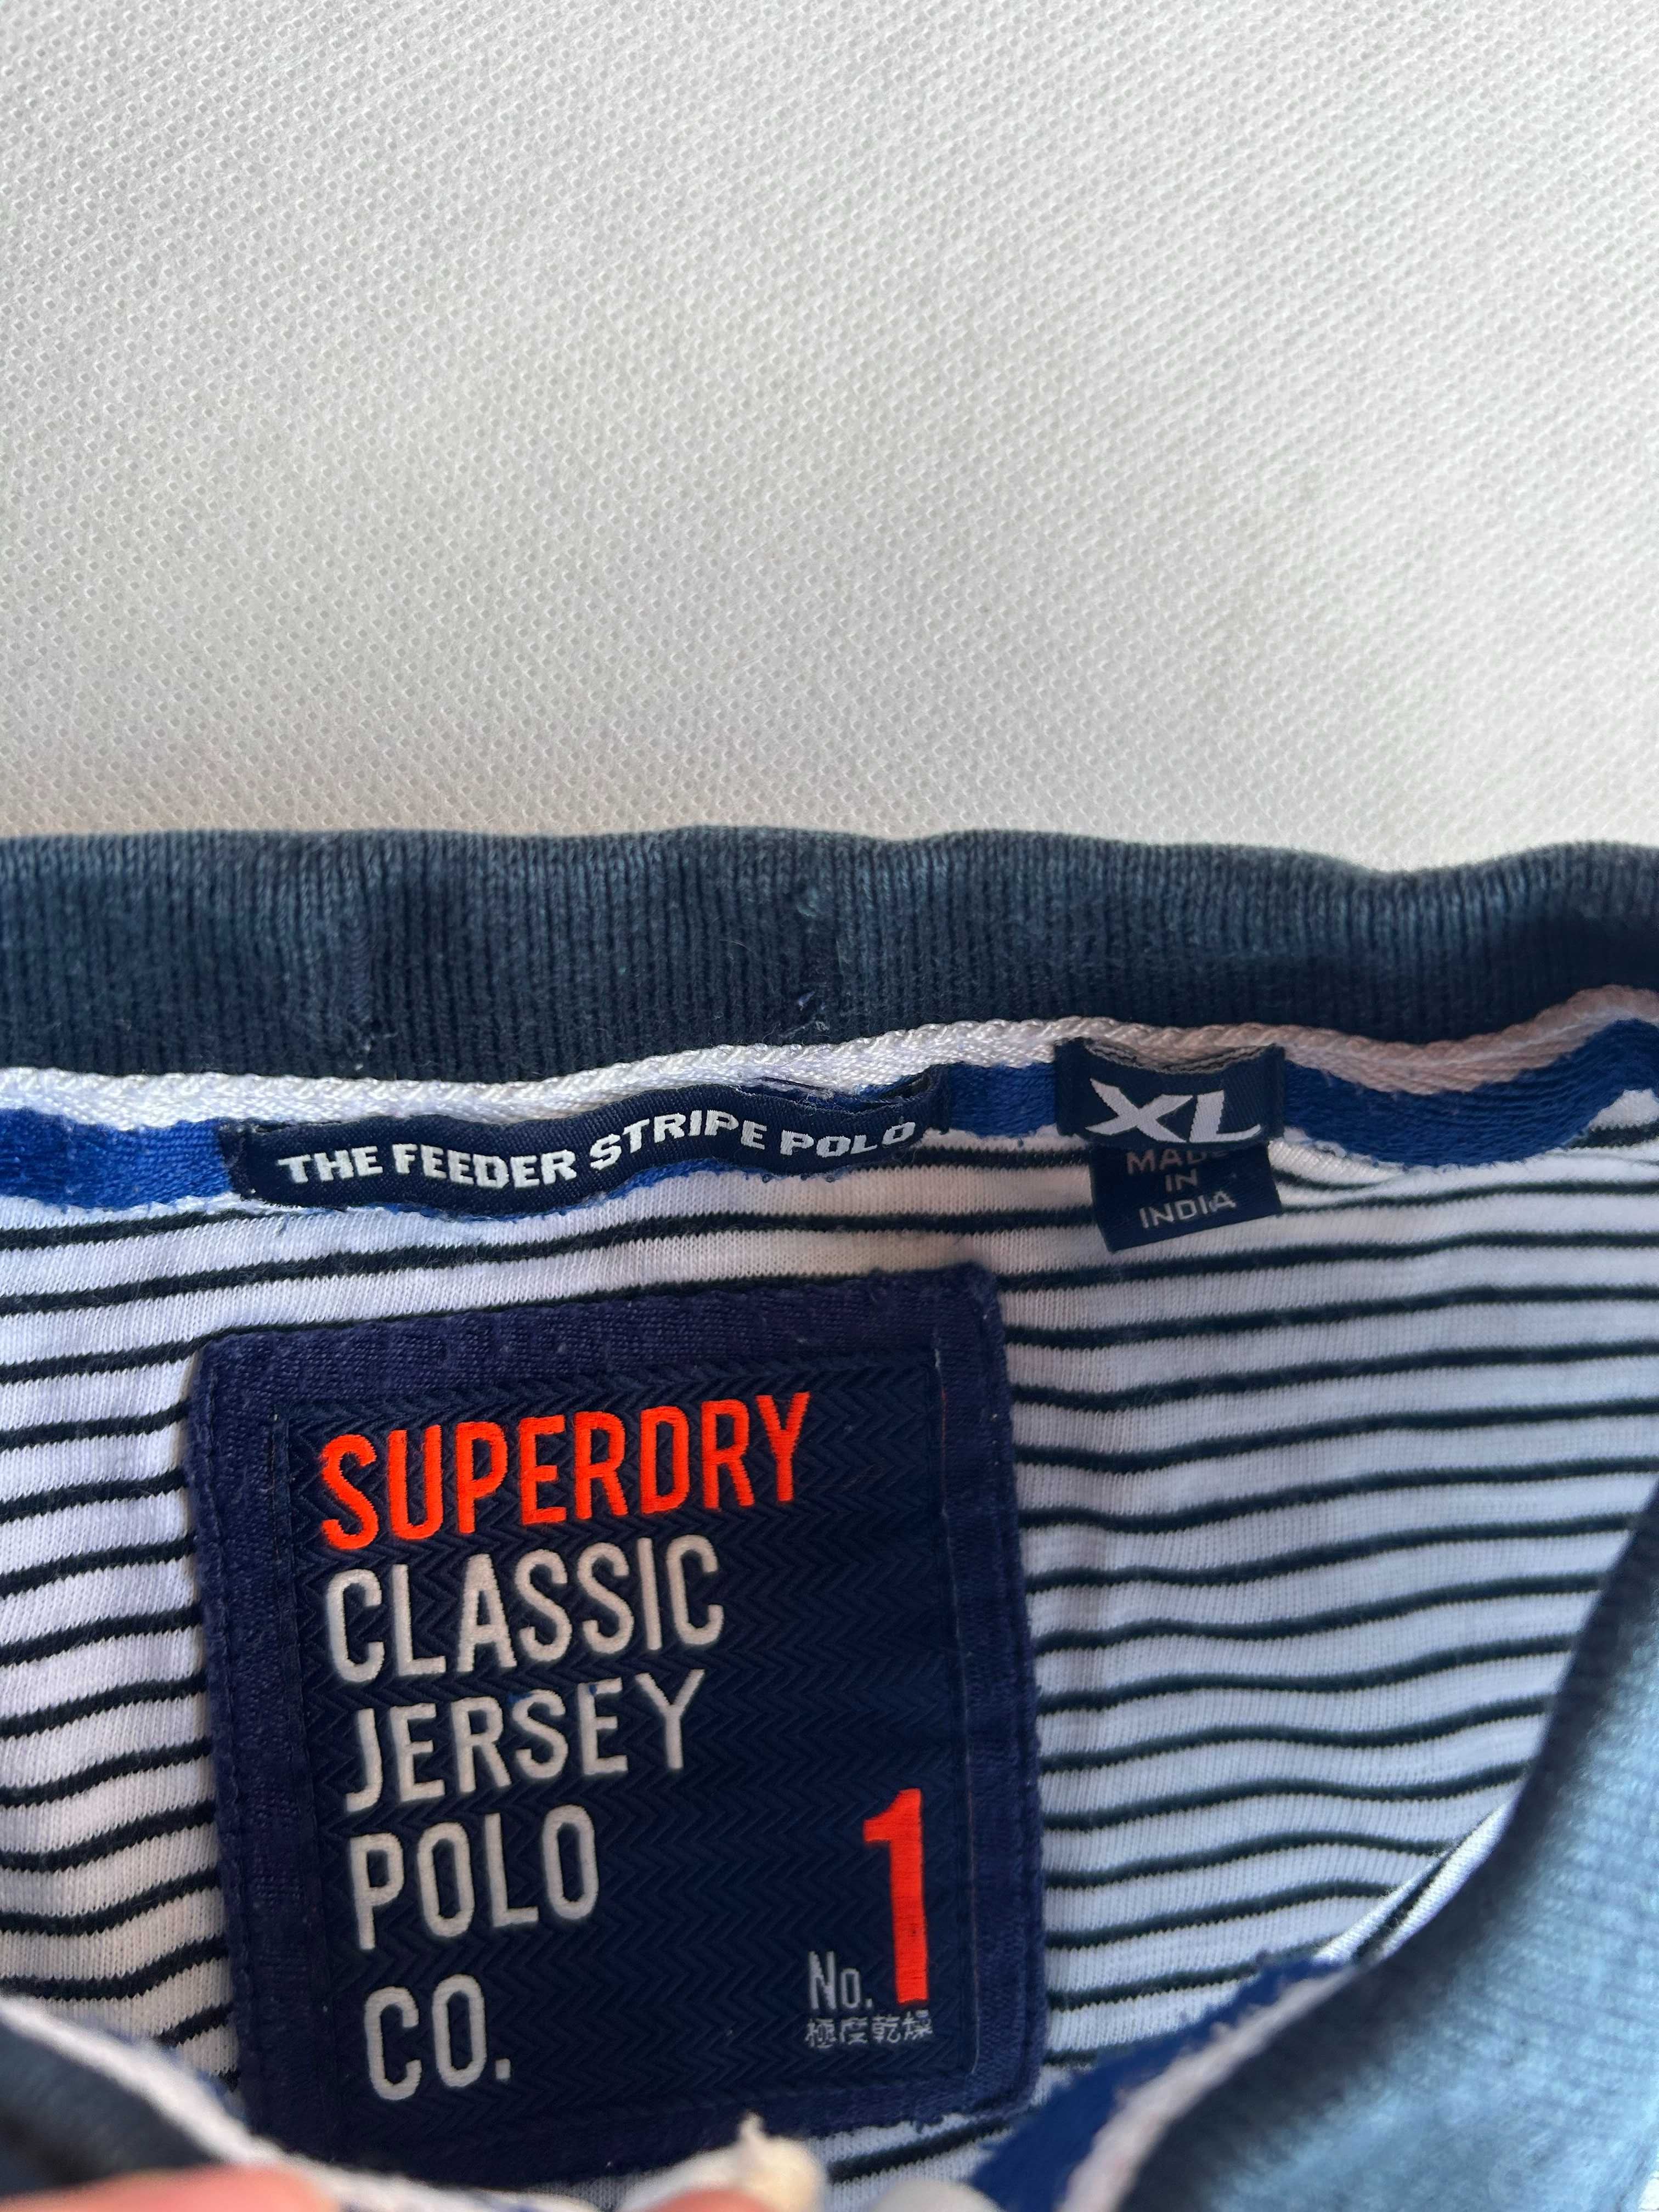 THE FEEDER STRIPE POLO
XL
MADE
IN
INDIA
SUPERDRY
CLASSIC
JERSEY
POLO
CO.
No. 1
極度乾燥